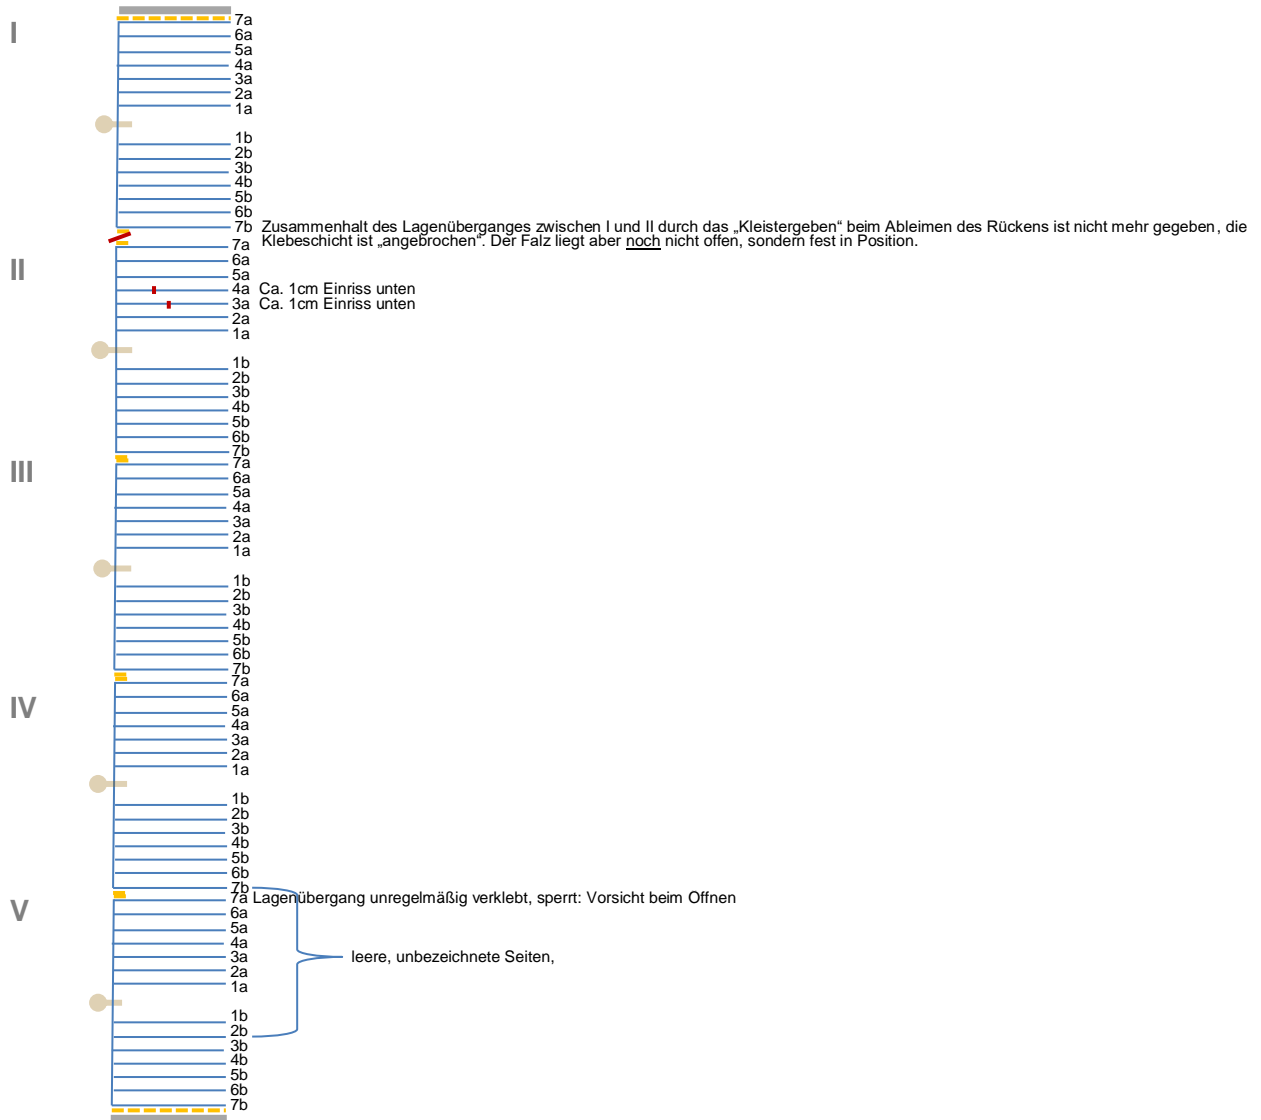 I
7a
6a
5a
4a
3a
2a
1a
1b
2b
3b
4b
5b
6b
7b Zusammenhalt des Lagenüberganges zwischen I und II durch das „Kleistergeben“ beim Ableimen des Rückens ist nicht mehr gegeben, die
Klebeschicht ist „angebrochen“. Der Falz liegt aber noch nicht offen, sondern fest in Position.
7a
6a
II
5a
4a Ca. 1cm Einriss unten
3a Ca. 1cm Einriss unten
2a
1a
1b
2b
3b
4b
5b
6b
7b
III
7a
6a
5a
4a
3a
2a
1a
1b
2b
3b
4b
5b
6b
7b
7a
6a
IV
5a
4a
3a
2a
1a
1b
2b
3b
4b
5b
6b
7b
7a Lagenübergang unregelmäßig verklebt, sperrt: Vorsicht beim Offnen
V
6a
5a
4a
3a leere, unbezeichnete Seiten,
2a
1a
1b
2b
3b
4b
5b
6b
7b